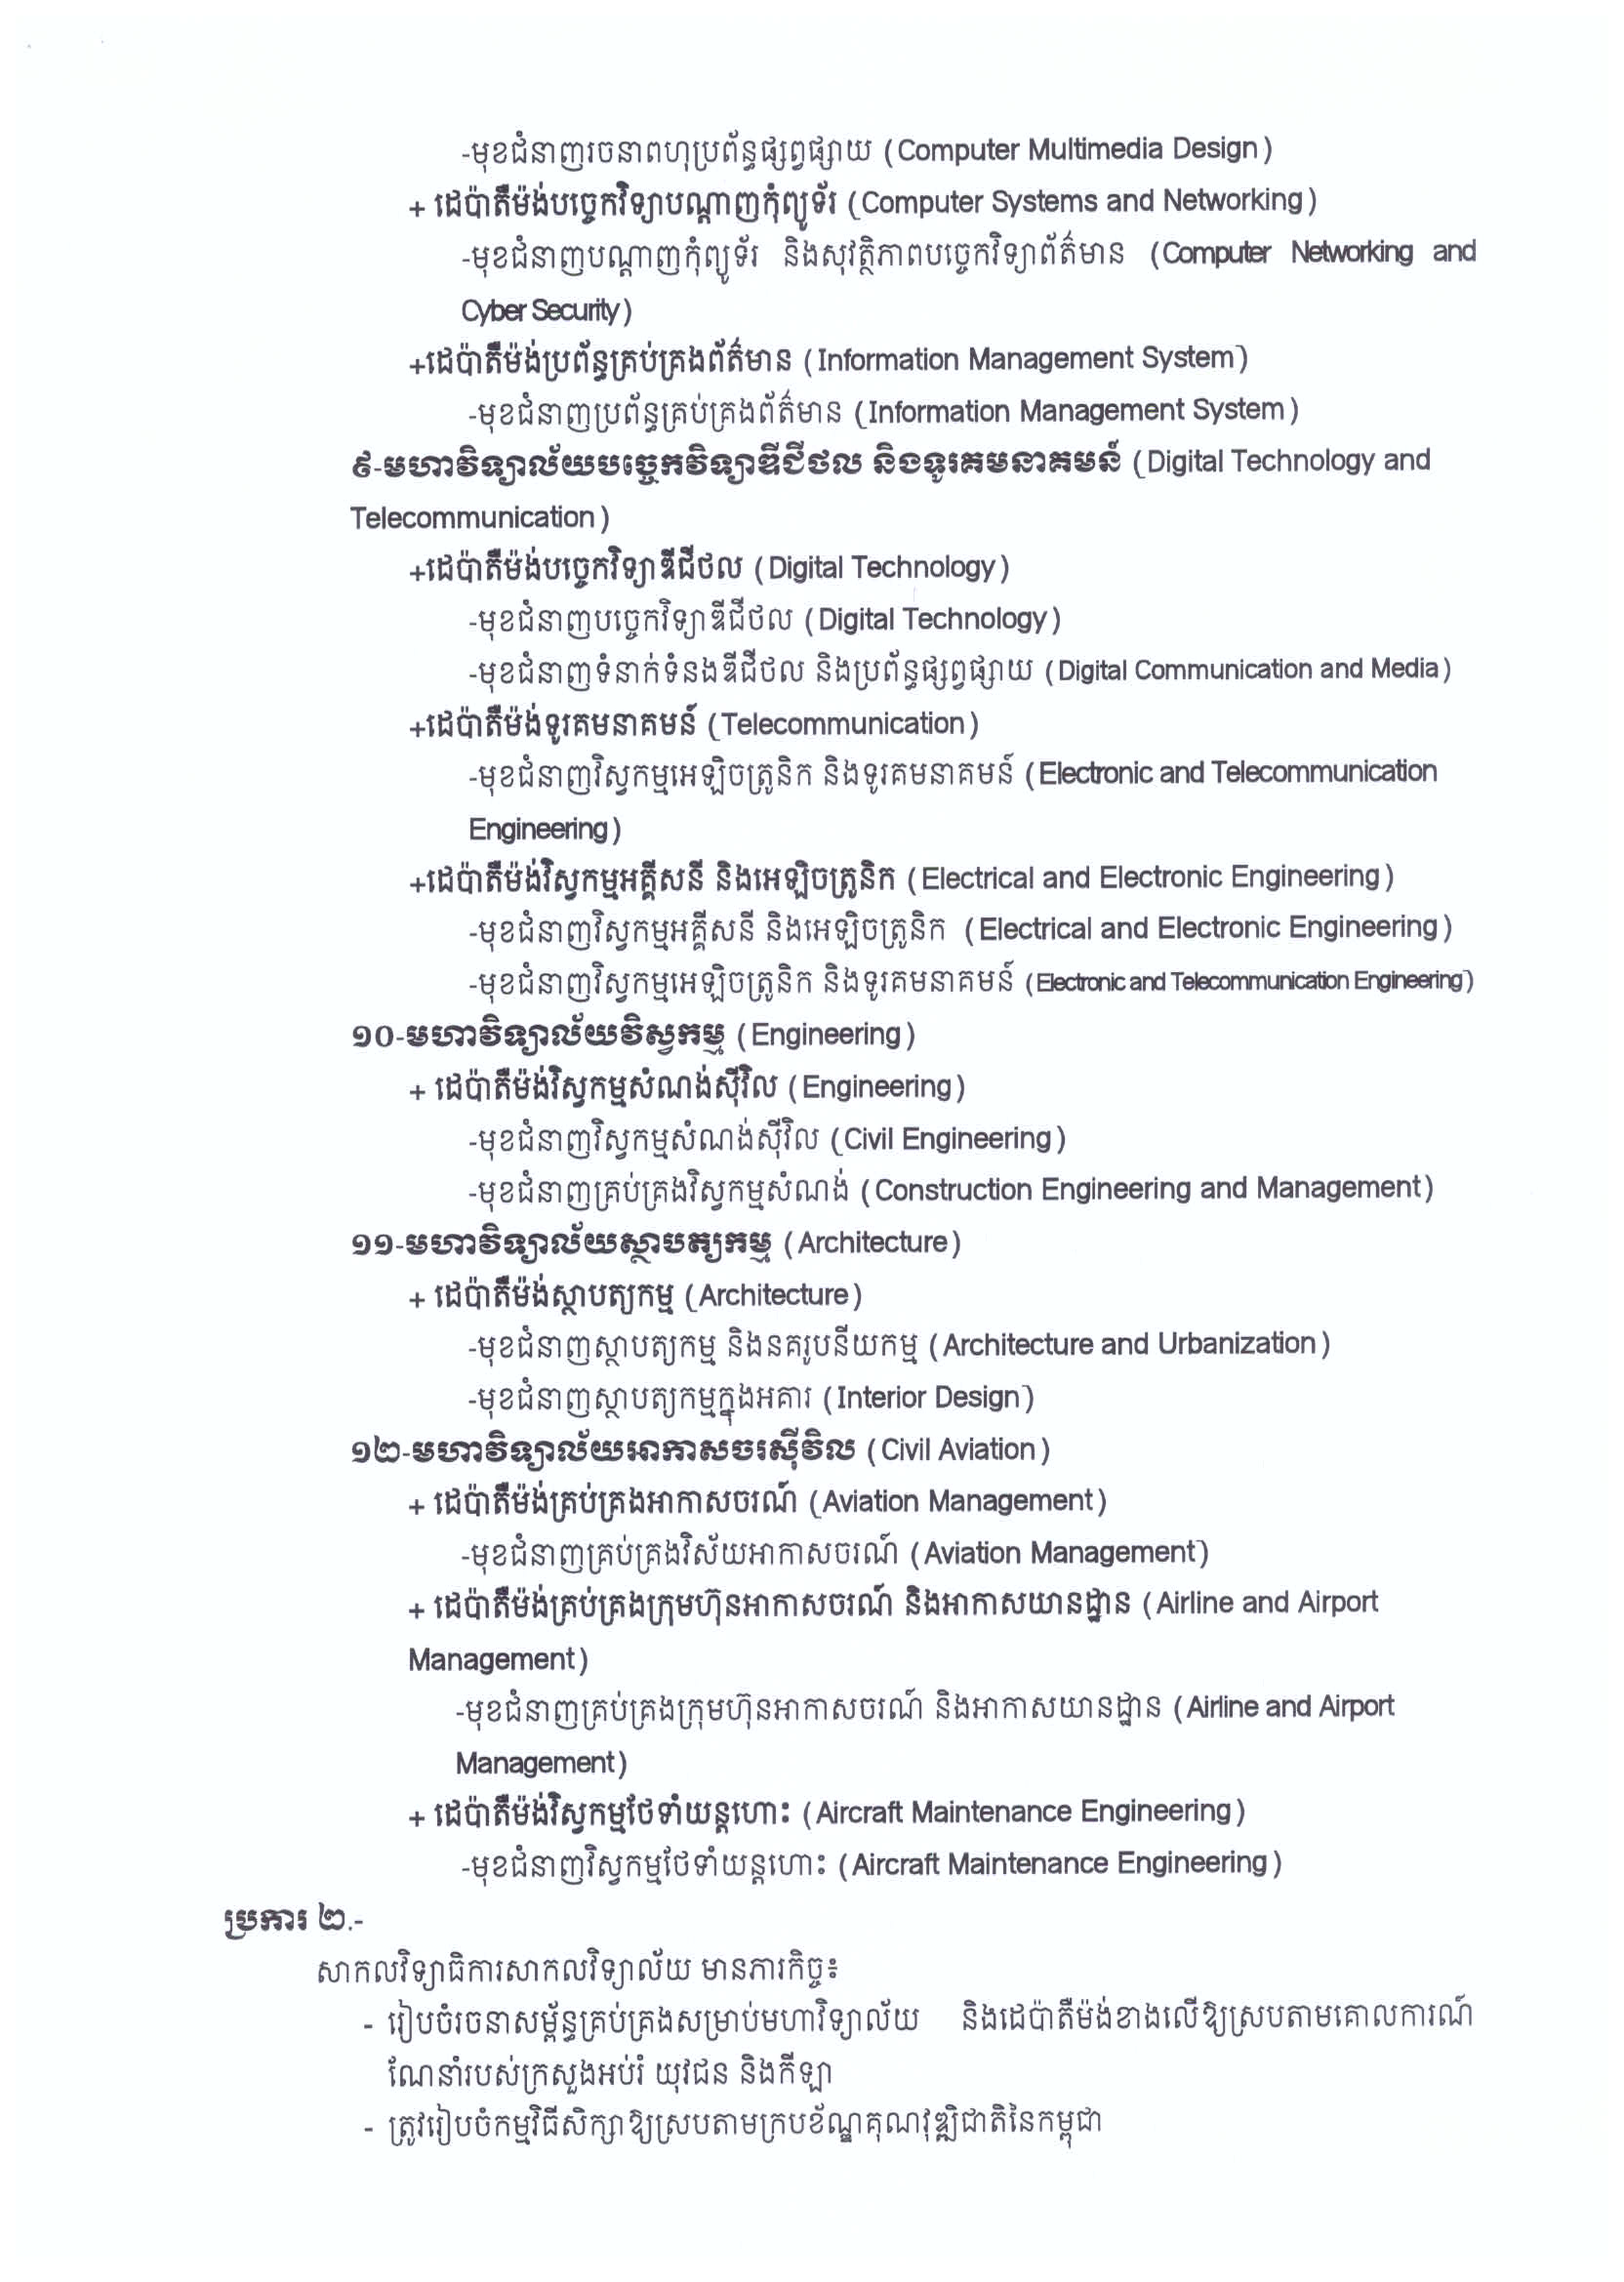 -មុខជំនាញរចនាពហុប្រព័ន្ធផ្សព្វផ្សាយ (Computer Multimedia Design)
+ ដេប៉ាតឺម៉ង់បច្ចេកវិទ្យាបណ្តាញកុំព្យូទ័រ (Computer Systems and Networking)
-មុខជំនាញបណ្តាញកុំព្យូទ័រ និងសុវត្ថិភាពបច្ចេកវិទ្យាព័ត៌មាន (Computer Networking and
Cyber Security)
+ដេប៉ាតឺម៉ង់ប្រព័ន្ធគ្រប់គ្រងព័ត៌មាន (Information Management System)
-មុខជំនាញប្រព័ន្ធគ្រប់គ្រងព័ត៌មាន (Information Management System)
៩-មហាវិទ្យាល័យបច្ចេកវិទ្យាឌីជីថល និងទូរគមនាគមន៍ (Digital Technology and
Telecommunication)
+ដេប៉ាតឺម៉ង់បច្ចេកវិទ្យាឌីជីថល (Digital Technology)
-មុខជំនាញបច្ចេកវិទ្យាឌីជីថល (Digital Technology)
-មុខជំនាញទំនាក់ទំនងឌីជីថល និងប្រព័ន្ធផ្សព្វផ្សាយ (Digital Communication and Media)
+ដេប៉ាតឺម៉ង់ទូរគមនាគមន៍ (Telecommunication)
-មុខជំនាញវិស្វកម្មអេឡិចត្រូនិក និងទូរគមនាគមន៍ (Electronic and Telecommunication
Engineering)
+ដេប៉ាតឺម៉ង់វិស្វកម្មអគ្គីសនី និងអេឡិចត្រូនិក (Electrical and Electronic Engineering)
-មុខជំនាញវិស្វកម្មអគ្គីសនី និងអេឡិចត្រូនិក (Electrical and Electronic Engineering)
-មុខជំនាញវិស្វកម្មអេឡិចត្រូនិក និងទូរគមនាគមន៍ (Electronic and Telecommunication Engineering)
១០-មហាវិទ្យាល័យវិស្វកម្ម (Engineering)
+ ដេប៉ាតឺម៉ង់វិស្វកម្មសំណង់ស៊ីវិល (Engineering)
-មុខជំនាញវិស្វកម្មសំណង់ស៊ីវិល (Civil Engineering)
-មុខជំនាញគ្រប់គ្រងវិស្វកម្មសំណង់ (Construction Engineering and Management)
១១-មហាវិទ្យាល័យស្ថាបត្យកម្ម (Architecture)
+ ដេប៉ាតឺម៉ង់ស្ថាបត្យកម្ម (Architecture)
-មុខជំនាញស្ថាបត្យកម្ម និងនគរូបនីយកម្ម (Architecture and Urbanization)
-មុខជំនាញស្ថាបត្យកម្មក្នុងអគារ (Interior Design)
១២-មហាវិទ្យាល័យអាកាសចរស៊ីវិល (Civil Aviation)
+ ដេប៉ាតឺម៉ង់គ្រប់គ្រងអាកាសចរណ៍ (Aviation Management)
-មុខជំនាញគ្រប់គ្រងវិស័យអាកាសចរណ៍ (Aviation Management)
+ ដេប៉ាតឺម៉ង់គ្រប់គ្រងក្រុមហ៊ុនអាកាសចរណ៍ និងអាកាសយានដ្ឋាន (Airline and Airport
Management)
-មុខជំនាញគ្រប់គ្រងក្រុមហ៊ុនអាកាសចរណ៍ និងអាកាសយានដ្ឋាន (Airline and Airport
Management)
+ ដេប៉ាតឺម៉ង់វិស្វកម្មថែទាំយន្តហោះ (Aircraft Maintenance Engineering)
-មុខជំនាញវិស្វកម្មថែទាំយន្តហោះ (Aircraft Maintenance Engineering)
ប្រការ ២.-
សាកលវិទ្យាធិការសាកលវិទ្យាល័យ មានភារកិច្ច៖
- រៀបចំរចនាសម្ព័ន្ធគ្រប់គ្រងសម្រាប់មហាវិទ្យាល័យ និងដេប៉ាតឺម៉ង់ខាងលើឱ្យស្របតាមគោលការណ៍
ណែនាំរបស់ក្រសួងអប់រំ យុវជន និងកីឡា
- ត្រូវរៀបចំកម្មវិធីសិក្សាឱ្យស្របតាមក្របខ័ណ្ឌគុណវុឌ្ឍិជាតិនៃកម្ពុជា